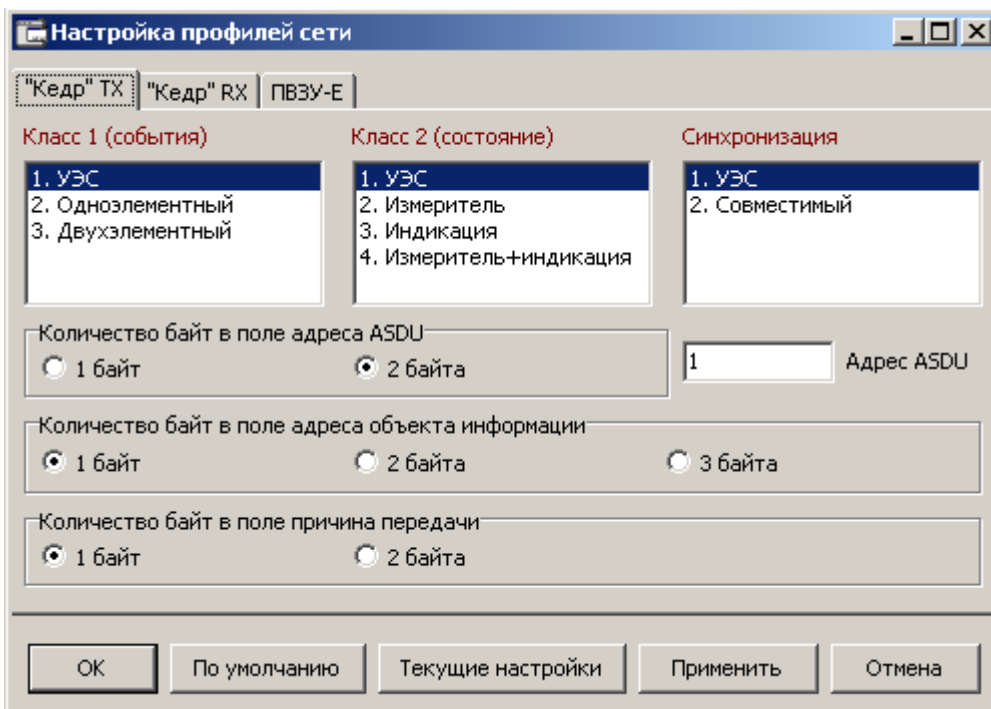 Настройка профилей сети
"Кедр" TX "Кедр" RX ПВЗУ-Е
Класс 1 (события) Класс 2 (состояние) Синхронизация
1. УЭС 1. УЭС 1. УЭС
2. Одноэлементный 2. Измеритель 2. Совместимый
3. Двухэлементный 3. Индикация
4. Измеритель+индикация
Количество байт в поле адреса ASDU
1 байт 2 байта 1 Адрес ASDU
Количество байт в поле адреса объекта информации
1 байт 2 байта 3 байта
Количество байт в поле причина передачи
1 байт 2 байта
OK По умолчанию Текущие настройки Применить Отмена